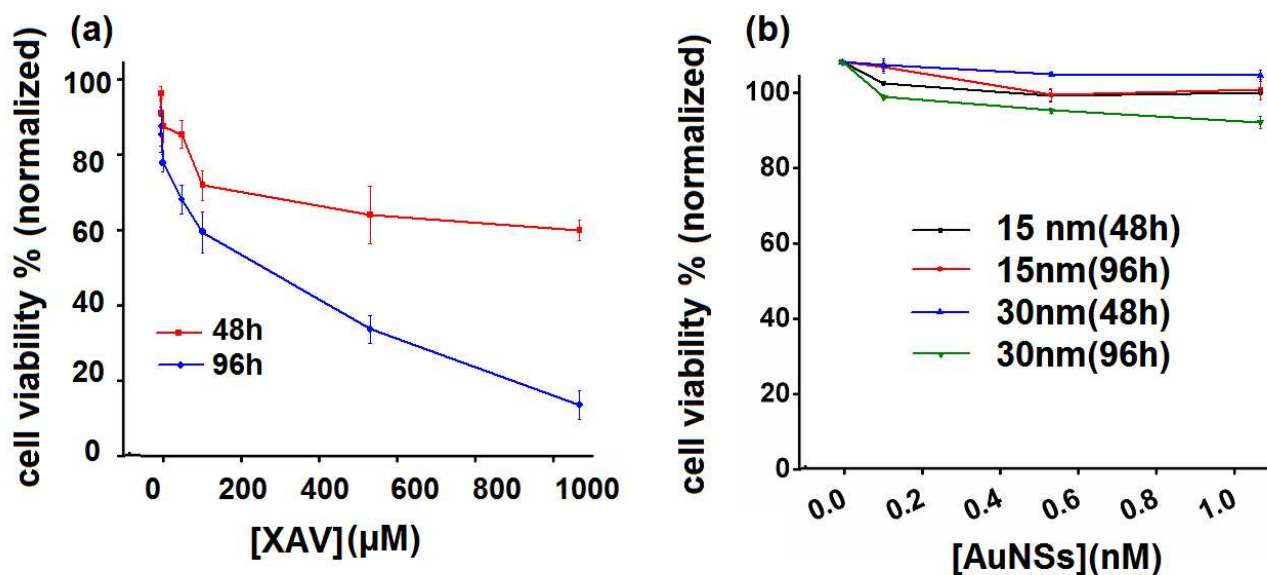 (a)
cell viability % (normalized)
100
80
60
40
20
0
48h
96h
0 200 400 600 800 1000
[XAV](µM)
(b)
cell viability % (normalized)
100
80
60
40
20
0
15 nm(48h)
15nm(96h)
30nm(48h)
30nm(96h)
0.0 0.2 0.4 0.6 0.8 1.0
[AuNSs](nM)